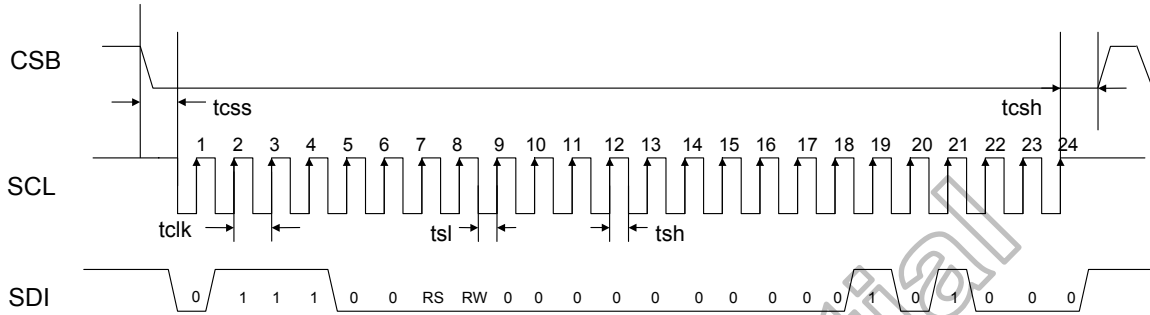 CSB
tcss
tcsh
1 2 3 4 5 6 7 8 9 10 11 12 13 14 15 16 17 18 19 20 21 22 23 24
SCL
tclk
tsl
tsh
SDI
0 1 1 1 0 0 RS RW 0 0 0 0 0 0 0 0 0 0 1 0 1 0 0 0